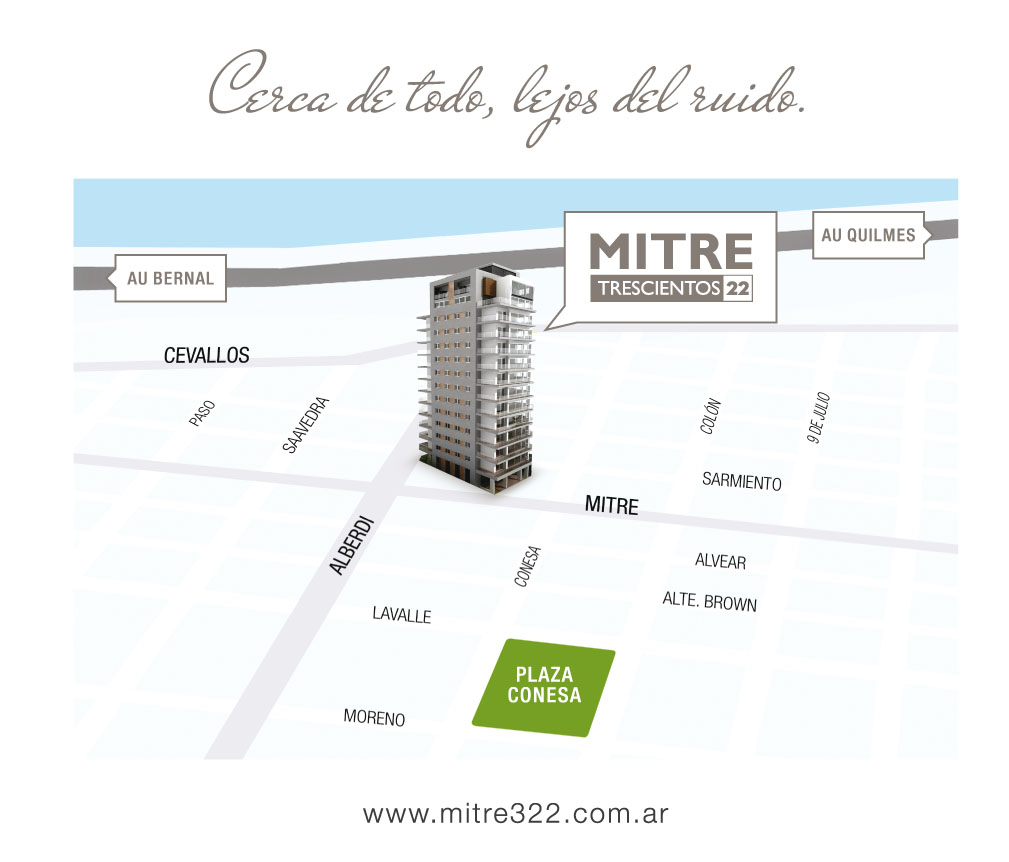 Cerca de todo, lejos del ruido.
AU QUILMES
MITRE
TRESCIENTOS 22
AU BERNAL
CEVALLOS
PASO
SAAVEDRA
COLÓN
9 DE JULIO
SARMIENTO
MITRE
ALBERDI
CONESA
ALVEAR
LAVALLE
ALTE. BROWN
PLAZA
CONESA
MORENO
www.mitre322.com.ar